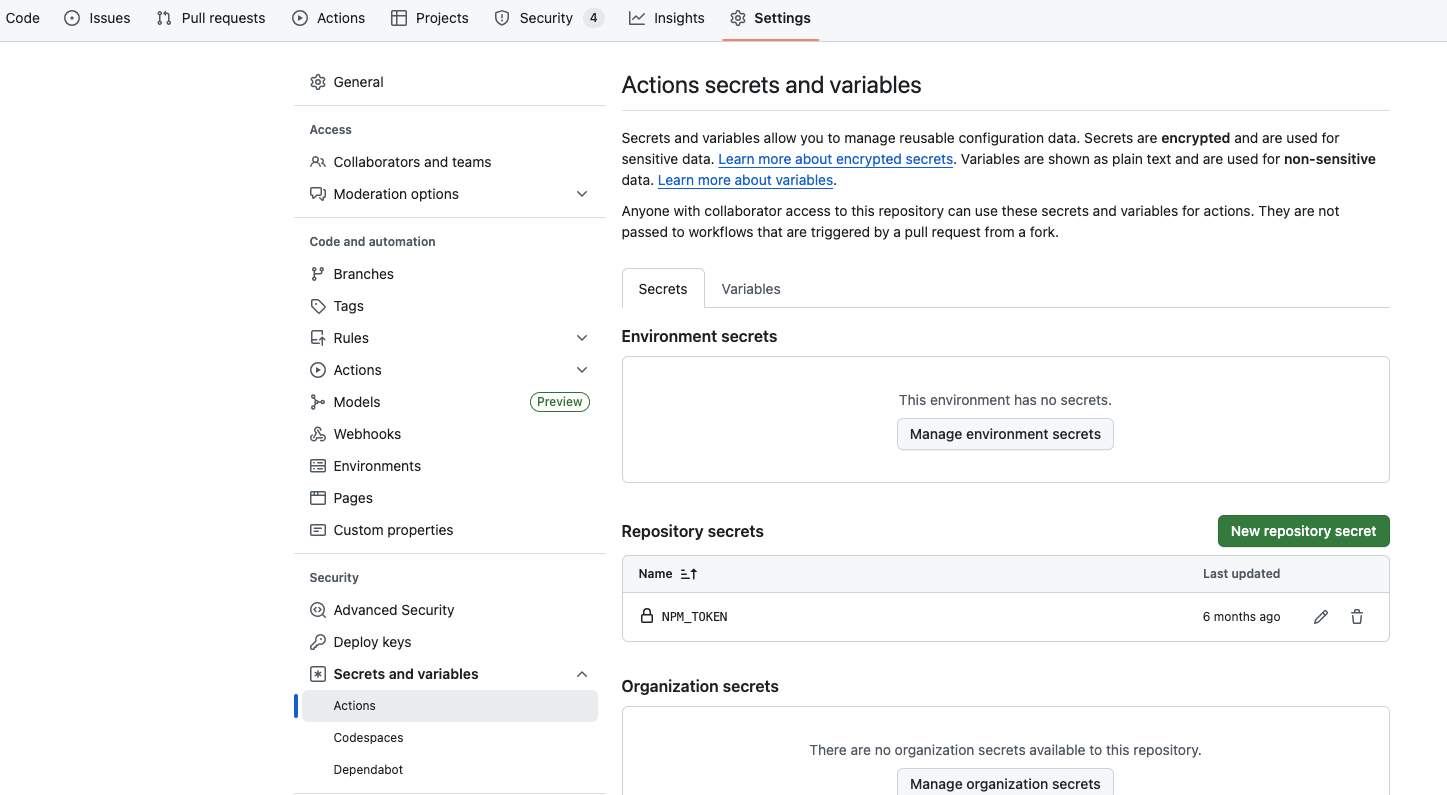 Code Issues Pull requests Actions Projects Security 4 Insights Settings
General
Access
Collaborators and teams
Moderation options
Code and automation
Branches
Tags
Rules
Actions
Models Preview
Webhooks
Environments
Pages
Custom properties
Security
Advanced Security
Deploy keys
Secrets and variables
Actions
Codespaces
Dependabot
Actions secrets and variables
Secrets and variables allow you to manage reusable configuration data. Secrets are encrypted and are used for
sensitive data. Learn more about encrypted secrets. Variables are shown as plain text and are used for non-sensitive
data. Learn more about variables.
Anyone with collaborator access to this repository can use these secrets and variables for actions. They are not
passed to workflows that are triggered by a pull request from a fork.
Secrets Variables
Environment secrets
This environment has no secrets.
Manage environment secrets
Repository secrets New repository secret
Name Last updated
NPM_TOKEN 6 months ago
Organization secrets
There are no organization secrets available to this repository.
Manage organization secrets